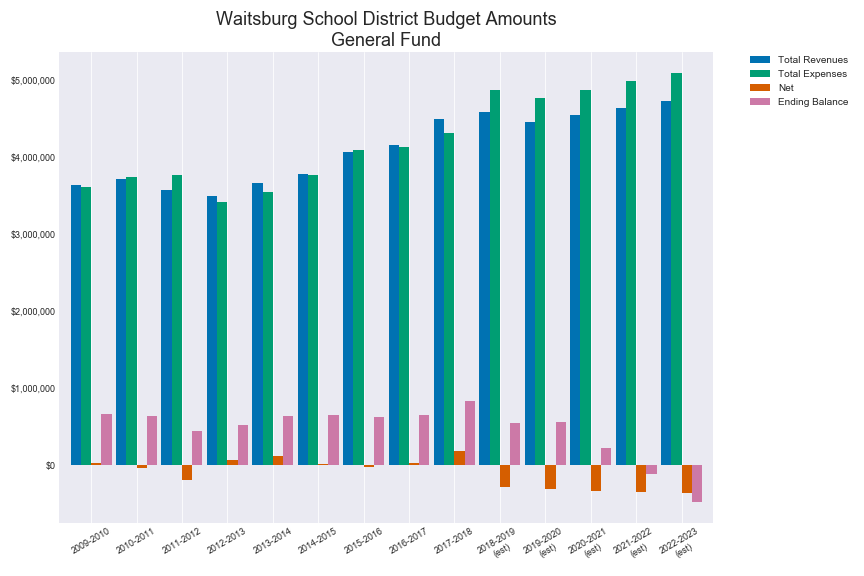 Waitsburg School District Budget Amounts
General Fund
Total Revenues
Total Expenses
Net
Ending Balance
$5,000,000
$4,000,000
$3,000,000
$2,000,000
$1,000,000
$0
2009-2010
2010-2011
2011-2012
2012-2013
2013-2014
2014-2015
2015-2016
2016-2017
2017-2018
2018-2019
(est)
2019-2020
(est)
2020-2021
(est)
2021-2022
(est)
2022-2023
(est)